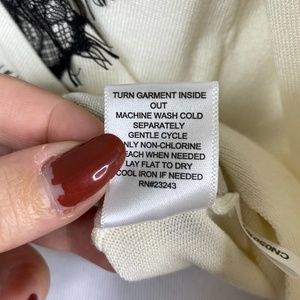 TURN GARMENT INSIDE
OUT
MACHINE WASH COLD
SEPARATELY
GENTLE CYCLE
ONLY NON-CHLORINE
BLEACH WHEN NEEDED
LAY FLAT TO DRY
COOL IRON IF NEEDED
RN#23243